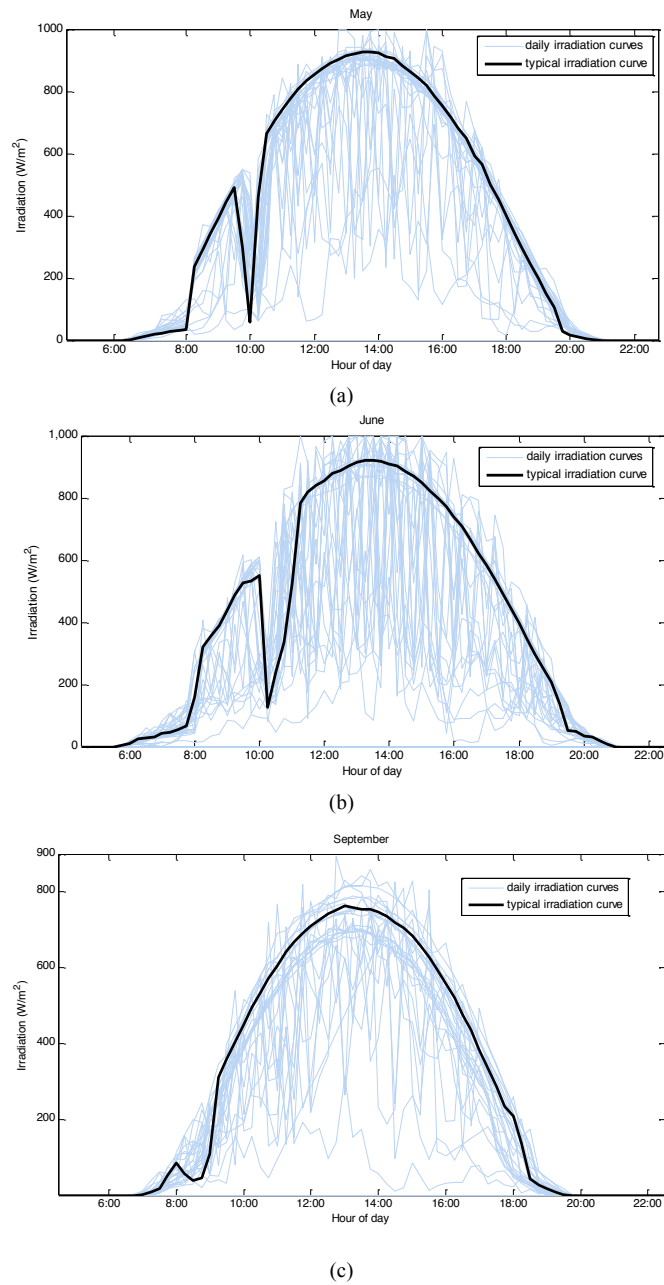 May
1000
800
600
400
200
0
Irradiation (W/m²)
daily irradiation curves
typical irradiation curve
6:00 8:00 10:00 12:00 14:00 16:00 18:00 20:00 22:00
Hour of day
(a)
June
1,000
800
600
400
200
0
Irradiation (W/m²)
daily irradiation curves
typical irradiation curve
6:00 8:00 10:00 12:00 14:00 16:00 18:00 20:00 22:00
Hour of day
(b)
September
900
800
600
400
200
Irradiation (W/m²)
daily irradiation curves
typical irradiation curve
6:00 8:00 10:00 12:00 14:00 16:00 18:00 20:00 22:00
Hour of day
(c)